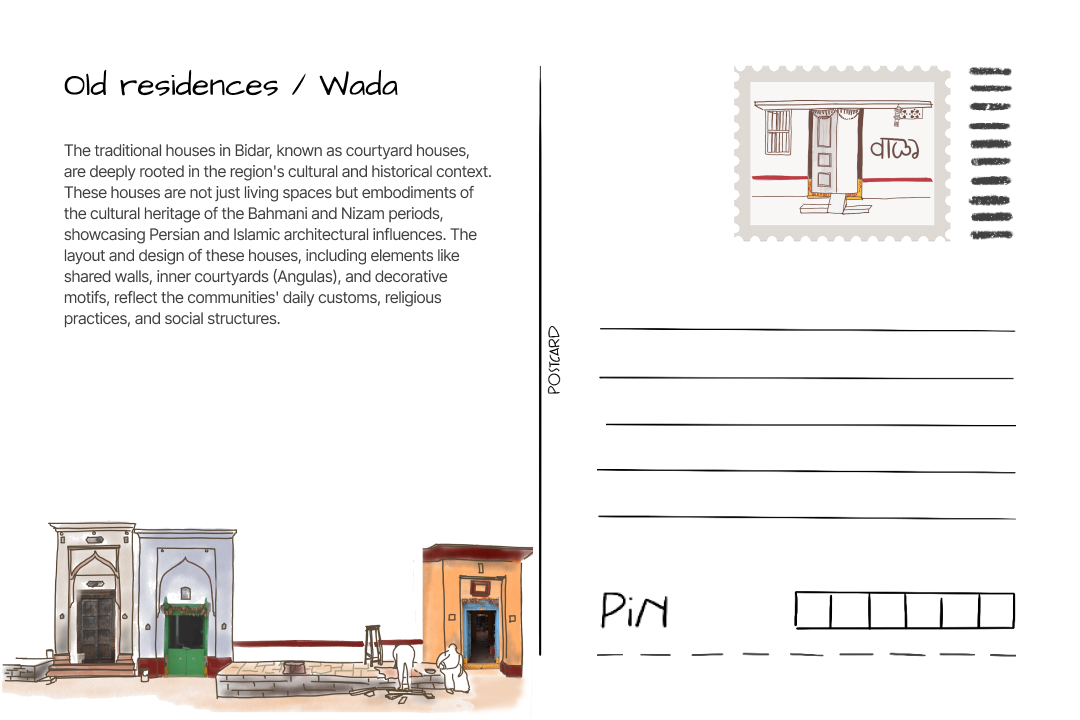 Old residences / Wada
The traditional houses in Bidar, known as courtyard houses,
are deeply rooted in the region's cultural and historical context.
These houses are not just living spaces but embodiments of
the cultural heritage of the Bahmani and Nizam periods,
showcasing Persian and Islamic architectural influences. The
layout and design of these houses, including elements like
shared walls, inner courtyards (Angulas), and decorative
motifs, reflect the communities' daily customs, religious
practices, and social structures.
POSTCARD
वाडा
PiN